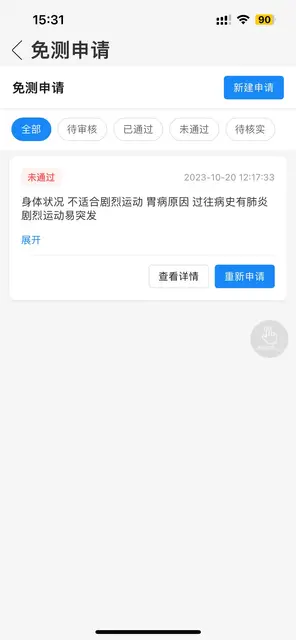 15:31
90
免测申请
免测申请
新建申请
全部
待审核
已通过
未通过
待核实
未通过
2023-10-20 12:17:33
身体状况 不适合剧烈运动 胃病原因 过往病史有肺炎
剧烈运动易突发
展开
查看详情
重新申请